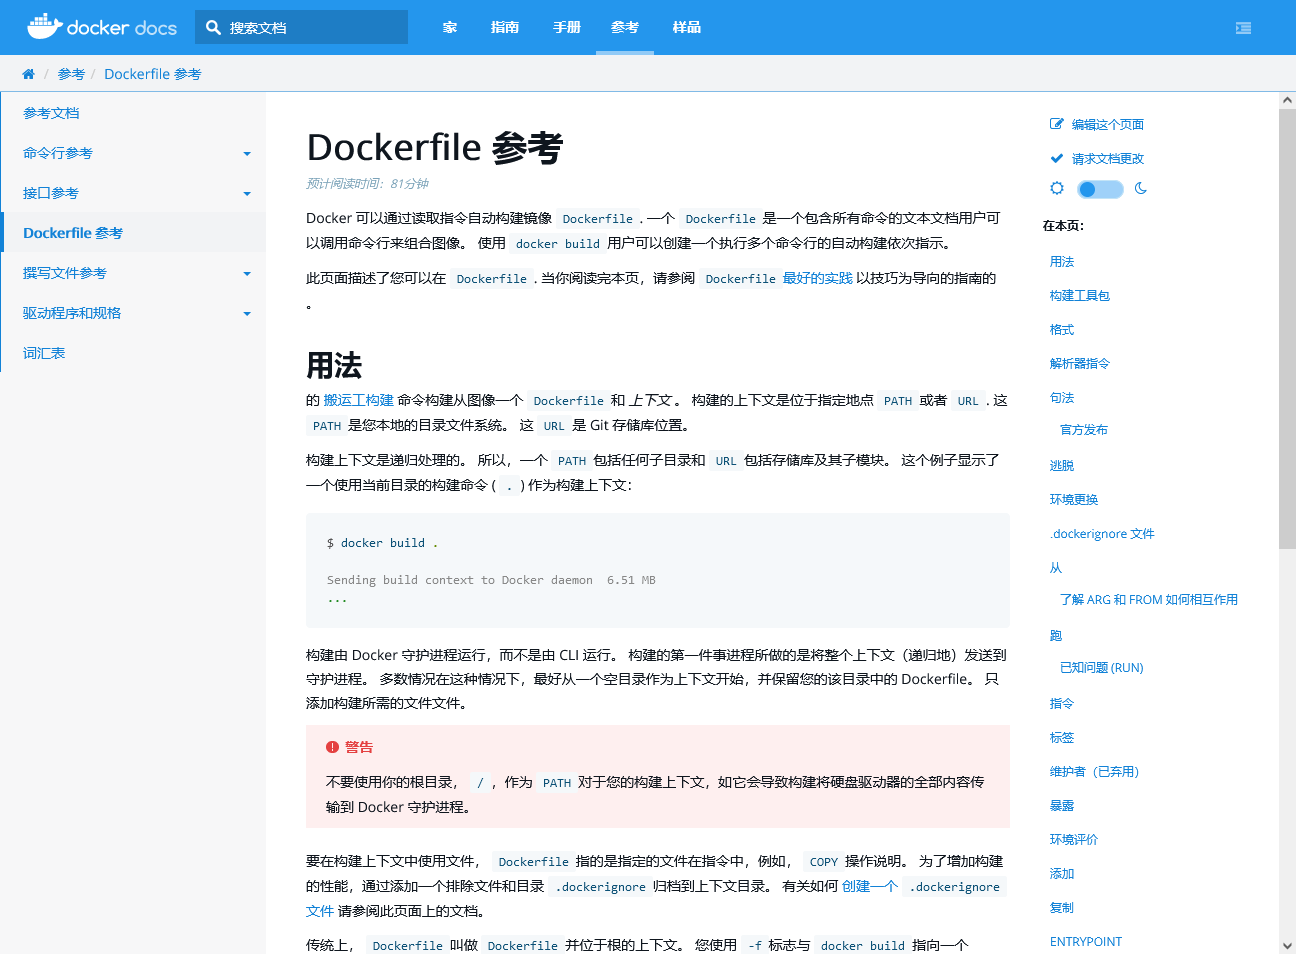 docker docs 搜索文档 家 指南 手册 参考 样品
/ 参考 / Dockerfile 参考
参考文档
命令行参考
接口参考
Dockerfile 参考
撰写文件参考
驱动程序和规格
词汇表
Dockerfile 参考
预计阅读时间：81分钟
Docker 可以通过读取指令自动构建镜像 Dockerfile . 一个 Dockerfile 是一个包含所有命令的文本文档用户可
以调用命令行来组合图像。 使用 docker build 用户可以创建一个执行多个命令行的自动构建依次指示。
此页面描述了您可以在 Dockerfile . 当你阅读完本页，请参阅 Dockerfile 最好的实践 以技巧为导向的指南的
。
用法
的 搬运工构建 命令构建从图像一个 Dockerfile 和 上下文 。 构建的上下文是位于指定地点 PATH 或者 URL . 这
PATH 是您本地的目录文件系统。 这 URL 是 Git 存储库位置。
构建上下文是递归处理的。 所以，一个 PATH 包括任何子目录和 URL 包括存储库及其子模块。 这个例子显示了
一个使用当前目录的构建命令 ( . ) 作为构建上下文：
$ docker build .
Sending build context to Docker daemon  6.51 MB
...
构建由 Docker 守护进程运行，而不是由 CLI 运行。 构建的第一件事进程所做的是将整个上下文（递归地）发送到
守护进程。 多数情况在这种情况下，最好从一个空目录作为上下文开始，并保留您的该目录中的 Dockerfile。 只
添加构建所需的文件文件。
警告
不要使用你的根目录， / ，作为 PATH 对于您的构建上下文，如它会导致构建将硬盘驱动器的全部内容传
输到 Docker 守护进程。
要在构建上下文中使用文件， Dockerfile 指的是指定的文件在指令中，例如， COPY 操作说明。 为了增加构建
的性能，通过添加一个排除文件和目录 .dockerignore 归档到上下文目录。 有关如何 创建一个 .dockerignore
文件 请参阅此页面上的文档。
传统上， Dockerfile 叫做 Dockerfile 并位于根的上下文。 您使用 -f 标志与 docker build 指向一个
编辑这个页面
请求文档更改
在本页：
用法
构建工具包
格式
解析器指令
句法
官方发布
逃脱
环境更换
.dockerignore 文件
从
了解 ARG 和 FROM 如何相互作用
跑
已知问题 (RUN)
指令
标签
维护者（已弃用）
暴露
环境评价
添加
复制
ENTRYPOINT